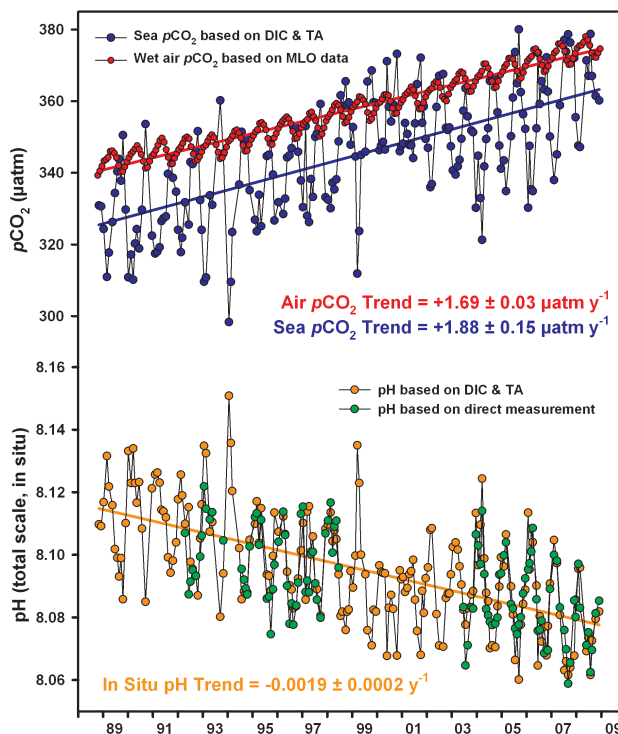 380
360
340
320
300
pCO2 (µatm)
Sea pCO2 based on DIC & TA
Wet air pCO2 based on MLO data
Air pCO2 Trend = +1.69 ± 0.03 µatm y-1
Sea pCO2 Trend = +1.88 ± 0.15 µatm y-1
8.16
8.14
8.12
8.10
8.08
8.06
pH (total scale, in situ)
pH based on DIC & TA
pH based on direct measurement
In Situ pH Trend = -0.0019 ± 0.0002 y-1
89 91 93 95 97 99 01 03 05 07 09